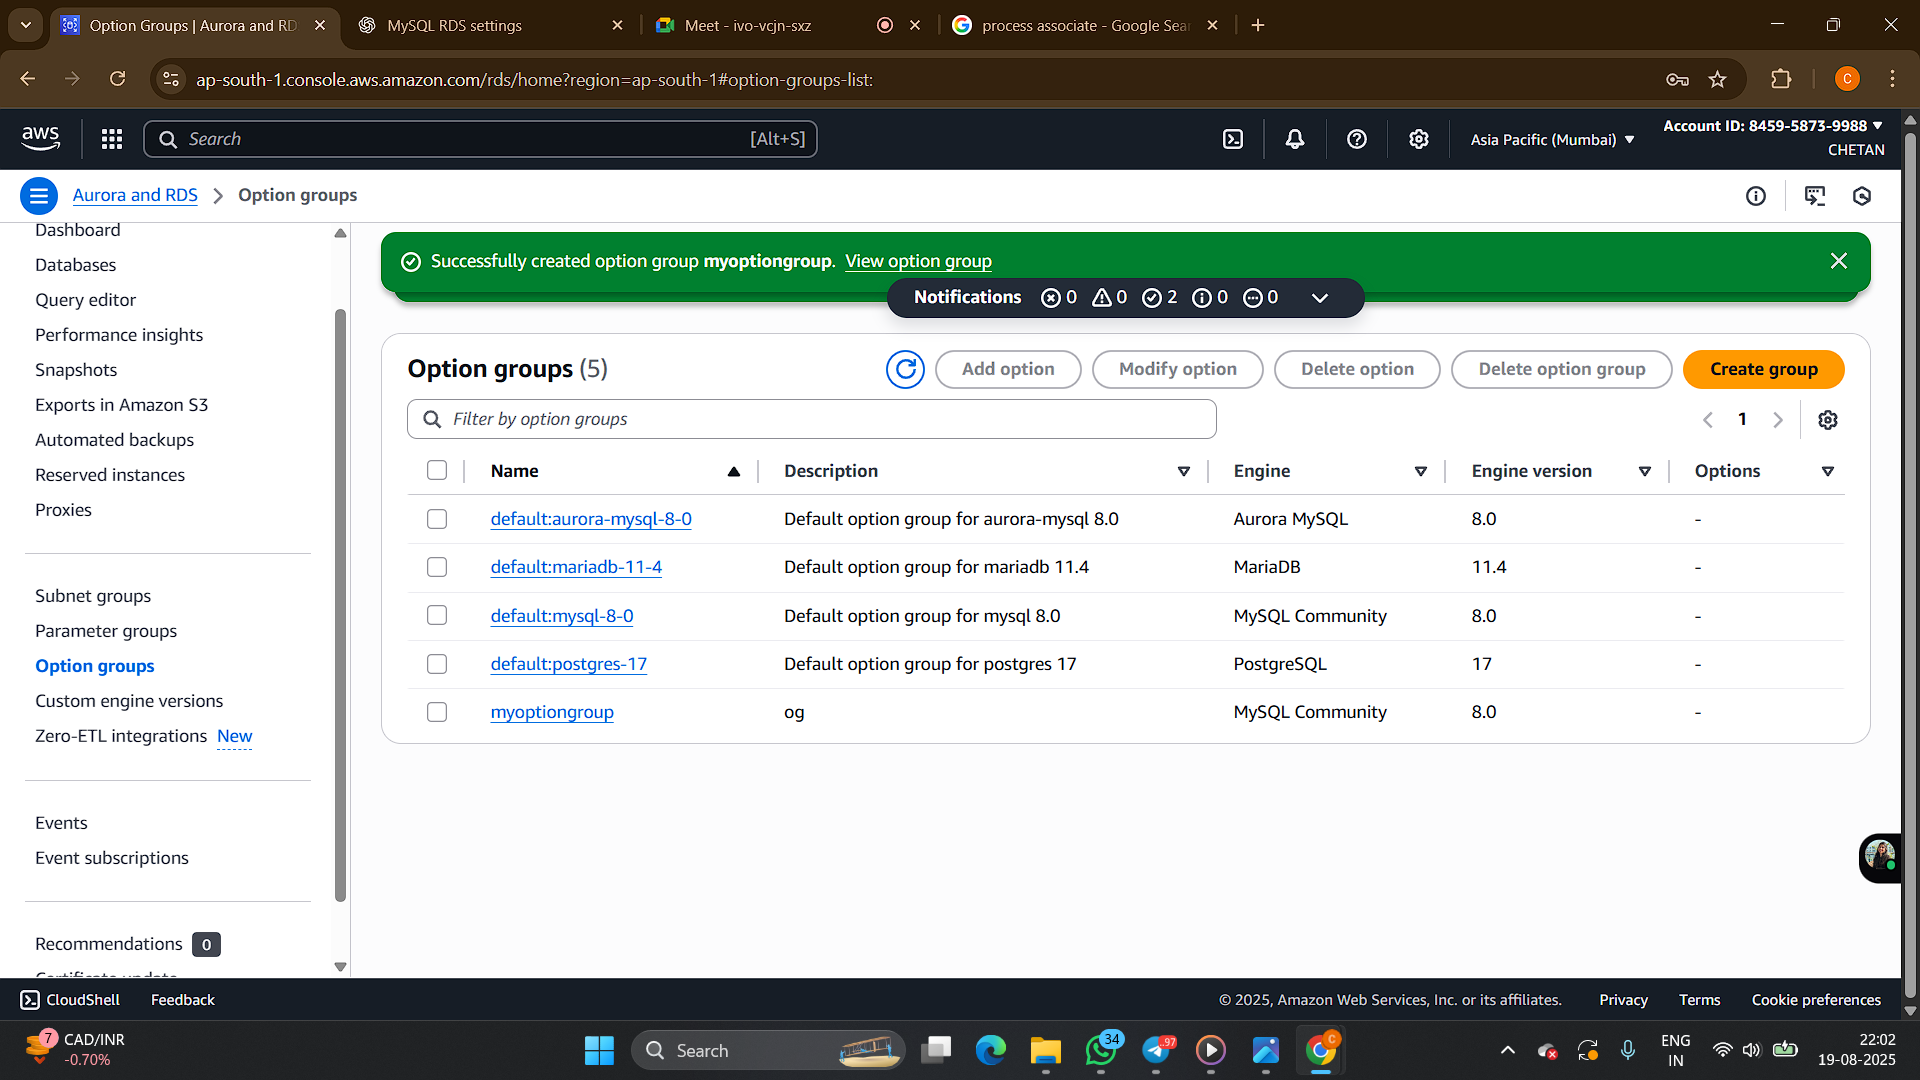 Option Groups | Aurora and RD
MySQL RDS settings
Meet - ivo-vcjn-sxz
process associate - Google Sear
ap-south-1.console.aws.amazon.com/rds/home?region=ap-south-1#option-groups-list:
C
aws
Search
[Alt+S]
Asia Pacific (Mumbai)
Account ID: 8459-5873-9988
CHETAN
Aurora and RDS
Option groups
Dashboard
Databases
Query editor
Performance insights
Snapshots
Exports in Amazon S3
Automated backups
Reserved instances
Proxies
Subnet groups
Parameter groups
Option groups
Custom engine versions
Zero-ETL integrations New
Events
Event subscriptions
Recommendations 0
Certificate update
Successfully created option group myoptiongroup. View option group
Notifications 0 0 2 0 0
Option groups (5)
Add option
Modify option
Delete option
Delete option group
Create group
Filter by option groups
1
Name Description Engine Engine version Options
default:aurora-mysql-8-0 Default option group for aurora-mysql 8.0 Aurora MySQL 8.0 -
default:mariadb-11-4 Default option group for mariadb 11.4 MariaDB 11.4 -
default:mysql-8-0 Default option group for mysql 8.0 MySQL Community 8.0 -
default:postgres-17 Default option group for postgres 17 PostgreSQL 17 -
myoptiongroup og MySQL Community 8.0 -
CloudShell
Feedback
© 2025, Amazon Web Services, Inc. or its affiliates.
Privacy
Terms
Cookie preferences
7
CAD/INR
-0.70%
Search
34
97
C
ENG
IN
22:02
19-08-2025